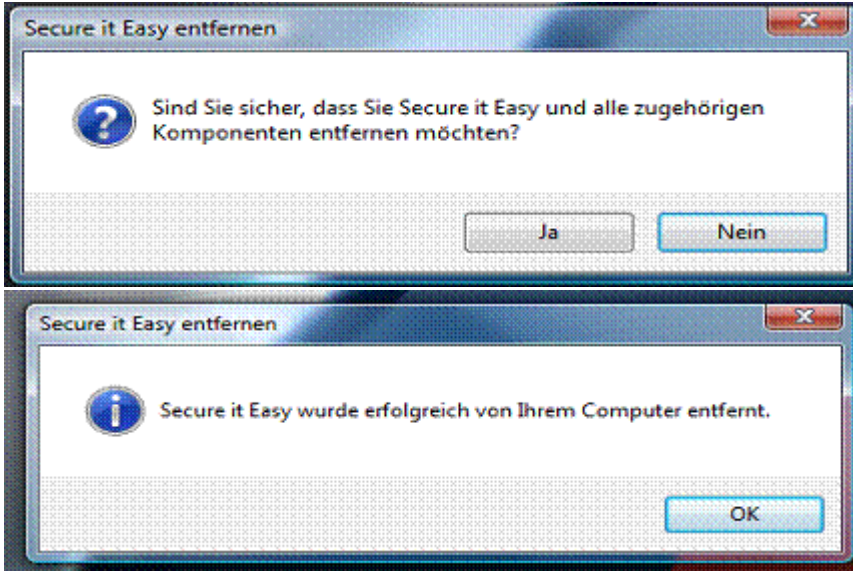 Secure it Easy entfernen
Sind Sie sicher, dass Sie Secure it Easy und alle zugehörigen
Komponenten entfernen möchten?
Ja
Nein
Secure it Easy entfernen
Secure it Easy wurde erfolgreich von Ihrem Computer entfernt.
OK